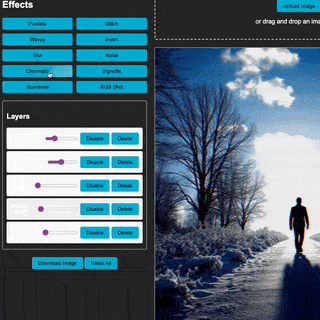 Effects
Upload Image
or drag and drop an image
Pixelate
Glitch
Wavey
Invert
Blur
Noise
Chromatic
Vignette
Scanlines
RGB Shift
Layers
Disable
Delete
Disable
Delete
Disable
Delete
Disable
Delete
Disable
Delete
Download Image
Reset All